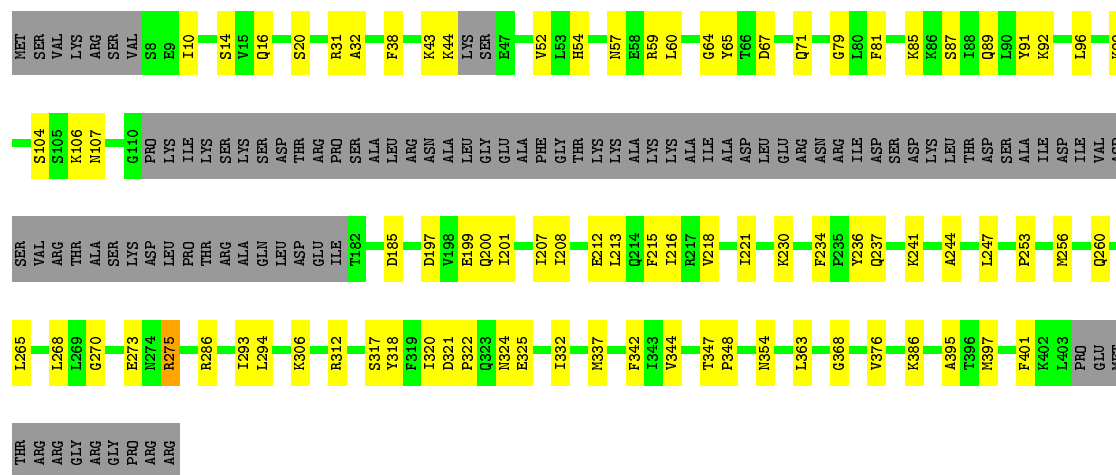 MET SER VAL LYS ARG SER VAL S8 E9 I10 S14 V15 Q16 S20 R31 A32 F38 K43 K44 LYS SER E47 V52 L53 H54 N57 E58 R59 L60 G64 Y65 T66 D67 Q71 G79 L80 F81 K85 K86 S87 I88 Q89 L90 Y91 K92 L96
S104 S105 K106 N107 G110 PRO LYS ILE LYS SER LYS SER ASP THR ARG PRO SER ALA LEU ARG ASN ALA LEU GLY GLU ALA PHE GLY THR LYS LYS ALA LYS LYS ALA ILE ALA ASP LEU GLU ARG ASN ARG ILE ASP SER ASP LYS LEU THR ASP SER ALA ILE ASP ILE VAL ASP
SER VAL ARG THR ALA SER LYS ASP LEU PRO THR ARG ALA GLN LEU ASP GLU ILE T182 D185 D197 V198 E199 Q200 I201 I207 I208 E212 L213 Q214 F215 I216 R217 V218 I221 K230 F234 P235 Y236 Q237 K241 A244 L247 P253 M256 Q260
L265 L268 L269 G270 E273 N274 R275 R286 I293 L294 K306 R312 S317 Y318 F319 I320 D321 P322 Q323 N324 E325 I332 M337 F342 I343 V344 T347 P348 N354 L363 G368 V376 K386 A395 T396 M397 F401 K402 L403 PRO GLU MET
THR ARG ARG GLY ARG GLY PRO ARG ARG